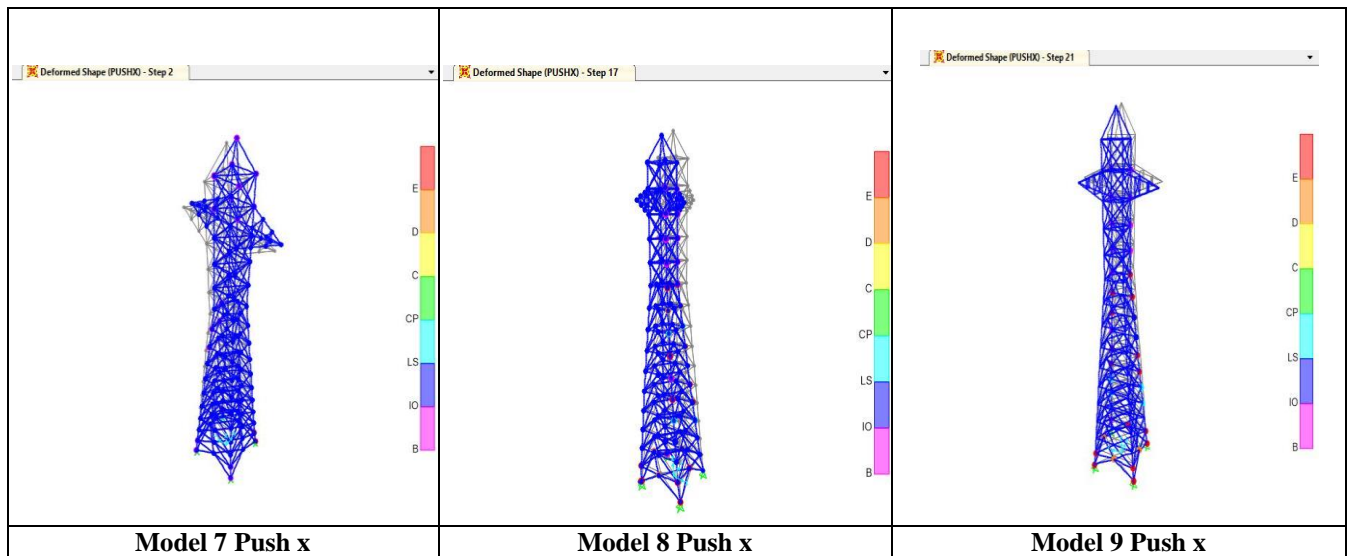 Deformed Shape (PUSHX) - Step 2
E
D
C
CP
LS
IO
B
Model 7 Push x
Deformed Shape (PUSHX) - Step 17
E
D
C
CP
LS
IO
B
Model 8 Push x
Deformed Shape (PUSHX) - Step 21
E
D
C
CP
LS
IO
B
Model 9 Push x